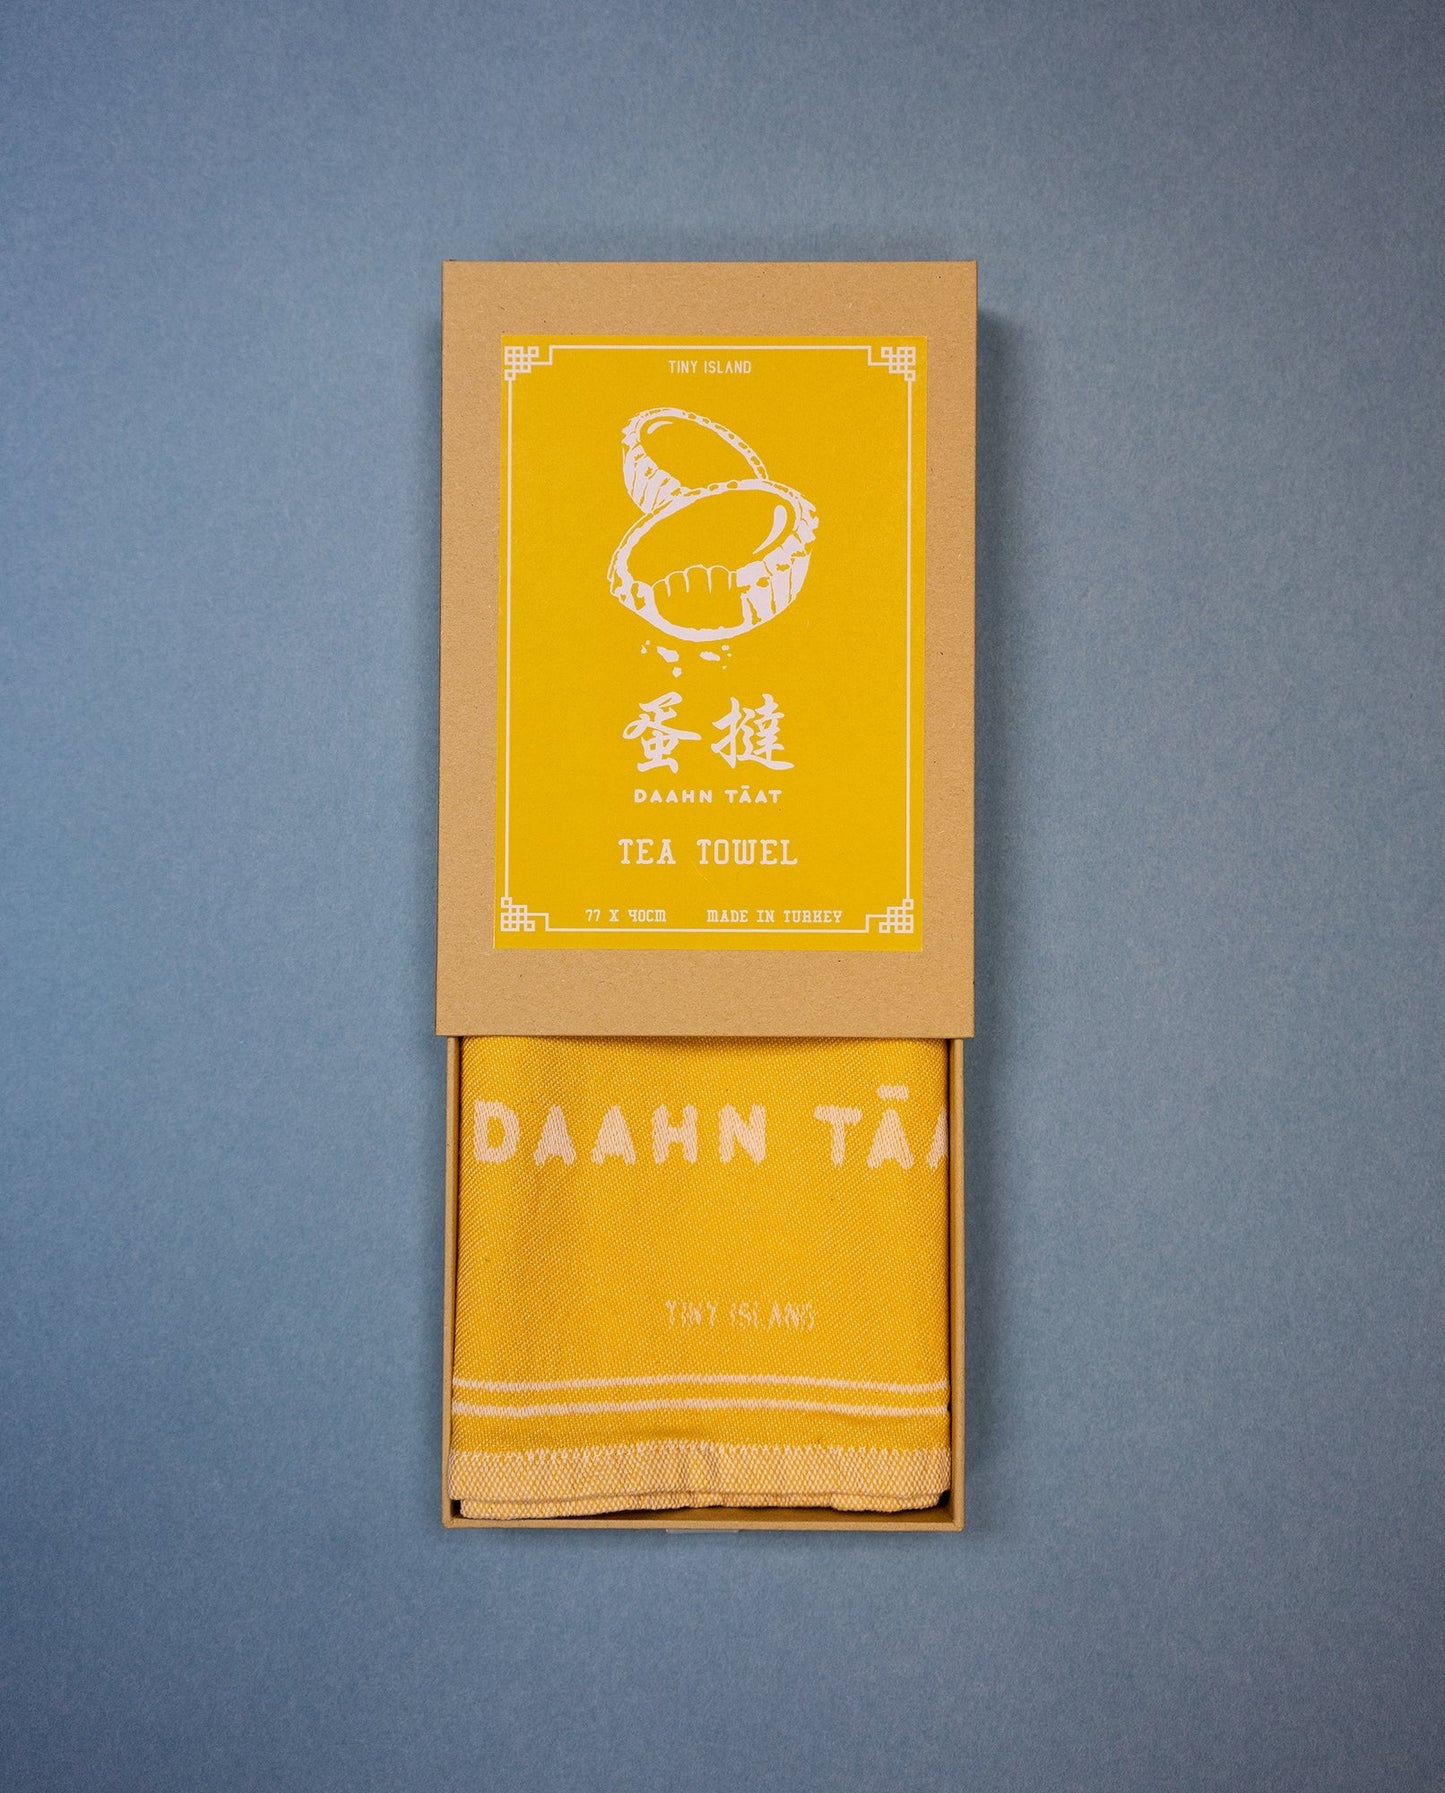 TINY ISLAND
蛋撻
DAAHN TĀAT
TEA TOWEL
77 X 40CM MADE IN TURKEY
DAAHN TĀA
TINY ISLAND